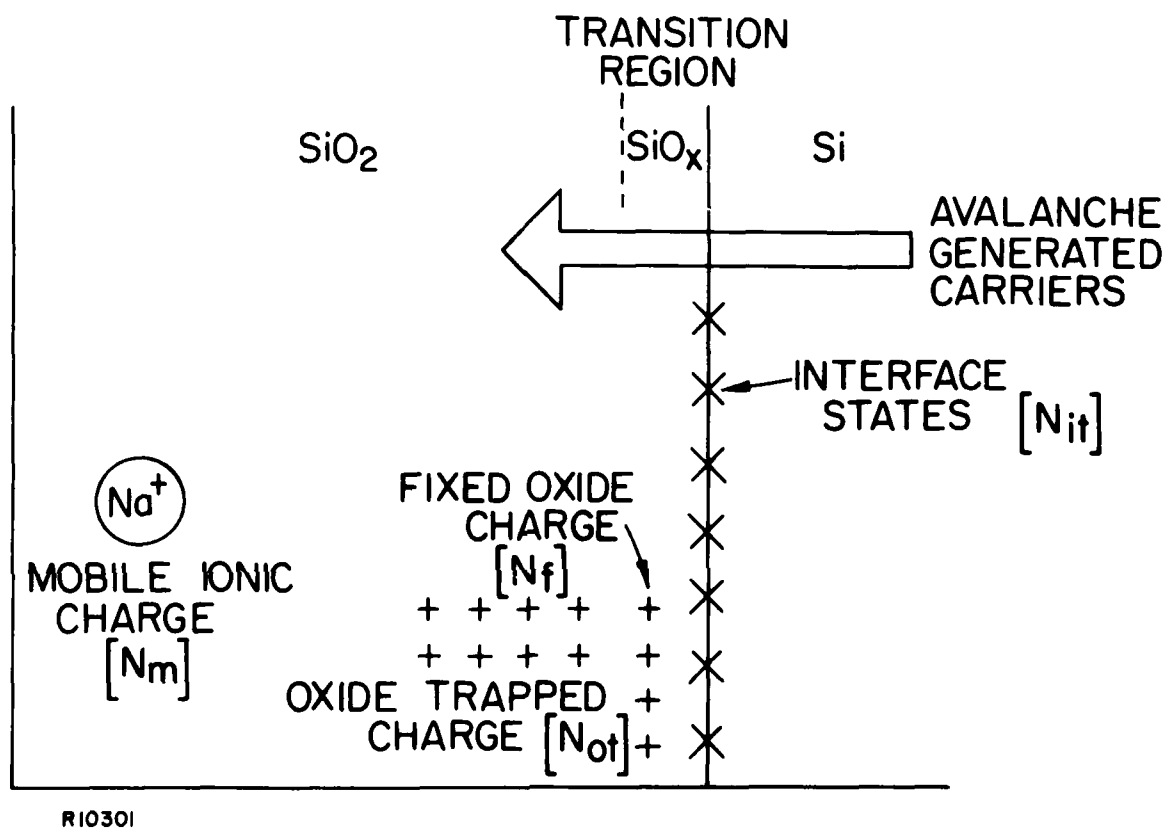 TRANSITION
REGION
SiO2
SiOx
Si
AVALANCHE
GENERATED
CARRIERS
INTERFACE
STATES [Nit]
Na+
MOBILE IONIC
CHARGE
[Nm]
FIXED OXIDE
CHARGE
[Nf]
+ + + + +
+ + + + +
OXIDE TRAPPED +
CHARGE [Not] +
R10301